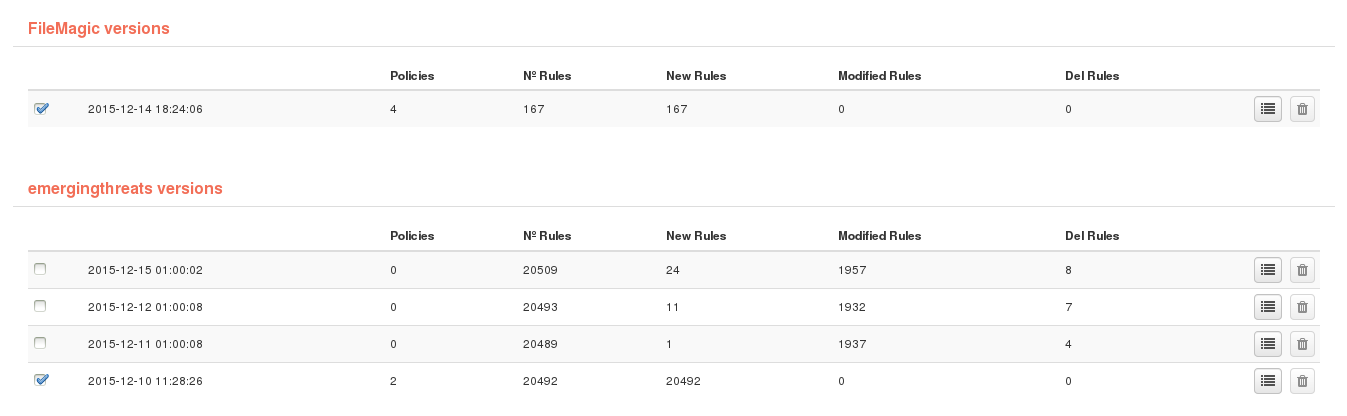 FileMagic versions
Policies Nº Rules New Rules Modified Rules Del Rules
2015-12-14 18:24:06 4 167 167 0 0
emergingthreats versions
Policies Nº Rules New Rules Modified Rules Del Rules
2015-12-15 01:00:02 0 20509 24 1957 8
2015-12-12 01:00:08 0 20493 11 1932 7
2015-12-11 01:00:08 0 20489 1 1937 4
2015-12-10 11:28:26 2 20492 20492 0 0